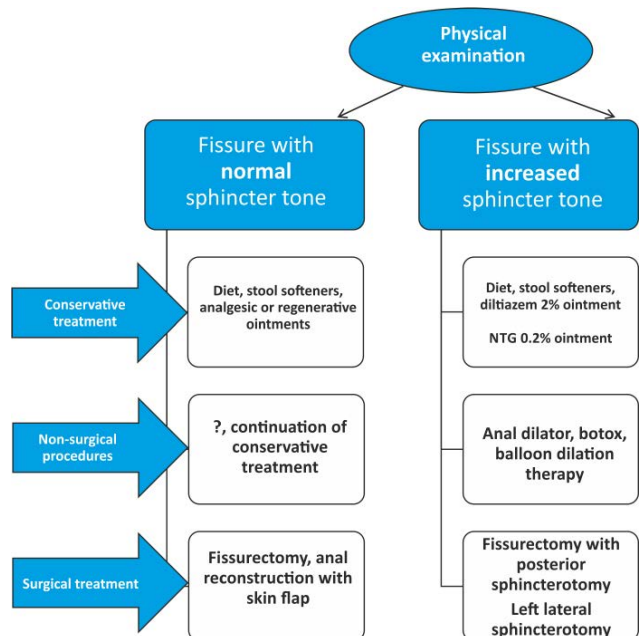 Physical
examination
Fissure with
normal
sphincter tone
Fissure with
increased
sphincter tone
Conservative
treatment
Diet, stool softeners,
analgesic or regenerative
ointments
Diet, stool softeners,
diltiazem 2% ointment
NTG 0.2% ointment
Non-surgical
procedures
?, continuation of
conservative
treatment
Anal dilator, botox,
balloon dilation
therapy
Surgical treatment
Fissurectomy, anal
reconstruction with
skin flap
Fissurectomy with
posterior
sphincterotomy
Left lateral
sphincterotomy